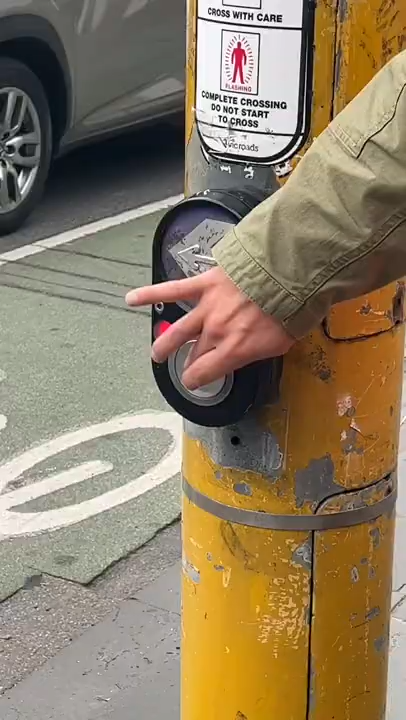 CROSS WITH CARE
FLASHING
COMPLETE CROSSING
DO NOT START
TO CROSS
vicroads